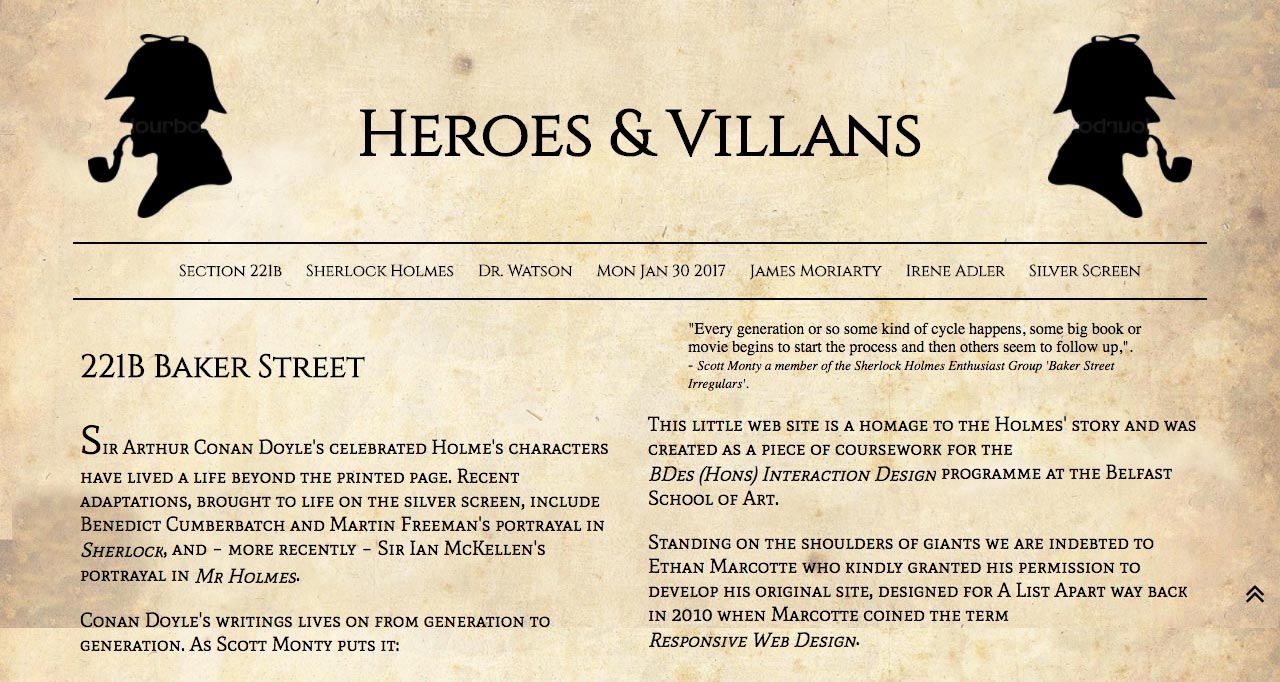 Heroes & Villans
Section 221b Sherlock Holmes Dr. Watson Mon Jan 30 2017 James Moriarty Irene Adler Silver Screen
221B Baker Street
Sir Arthur Conan Doyle's celebrated Holme's characters
have lived a life beyond the printed page. Recent
adaptations, brought to life on the silver screen, include
Benedict Cumberbatch and Martin Freeman's portrayal in
Sherlock, and – more recently – Sir Ian McKellen's
portrayal in Mr Holmes.
Conan Doyle's writings lives on from generation to
generation. As Scott Monty puts it:
"Every generation or so some kind of cycle happens, some big book or
movie begins to start the process and then others seem to follow up,".
- Scott Monty a member of the Sherlock Holmes Enthusiast Group 'Baker Street
Irregulars'.
This little web site is a homage to the Holmes' story and was
created as a piece of coursework for the
BDes (Hons) Interaction Design programme at the Belfast
School of Art.
Standing on the shoulders of giants we are indebted to
Ethan Marcotte who kindly granted his permission to
develop his original site, designed for A List Apart way back
in 2010 when Marcotte coined the term
Responsive Web Design.